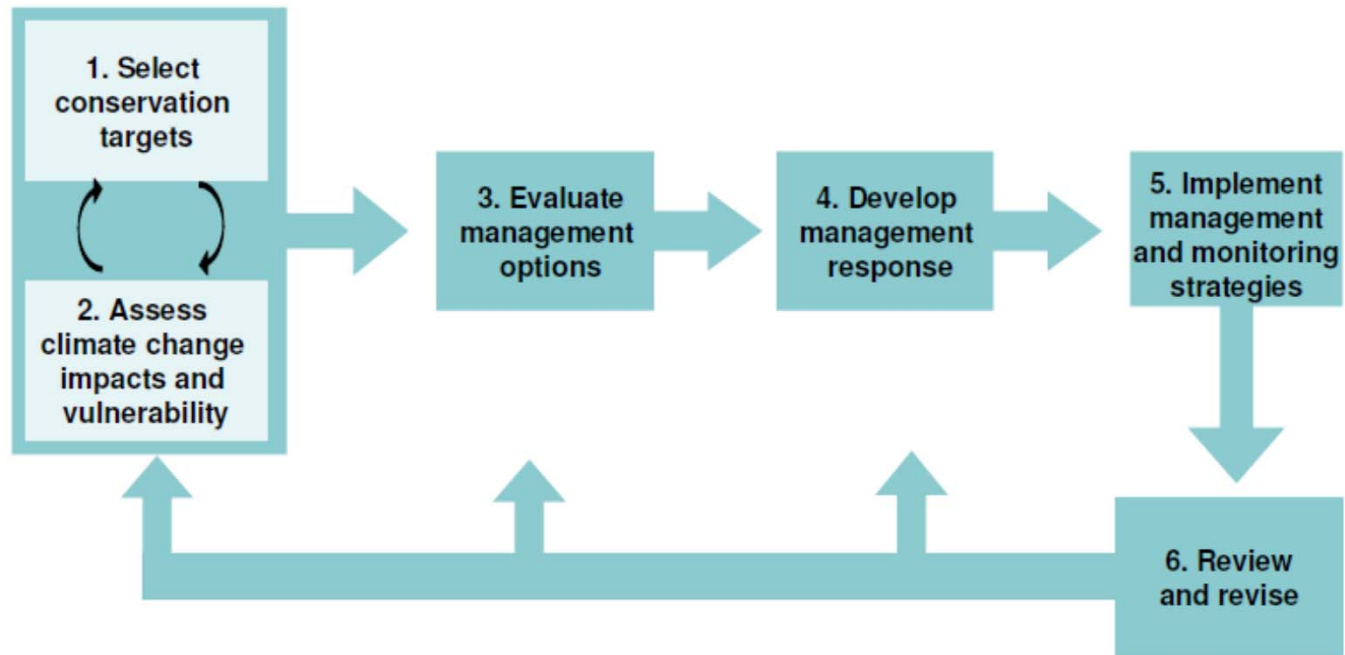 1. Select
conservation
targets
2. Assess
climate change
impacts and
vulnerability
3. Evaluate
management
options
4. Develop
management
response
5. Implement
management
and monitoring
strategies
6. Review
and revise